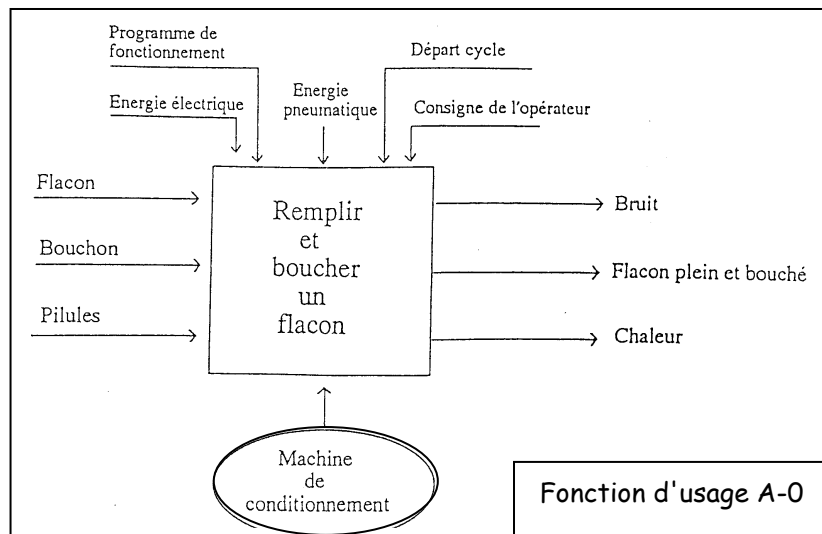 Programme de
fonctionnement
Départ cycle
Energie électrique
Energie
pneumatique
Consigne de l'opérateur
Flacon
Bouchon
Pilules
Remplir
et
boucher
un
flacon
Bruit
Flacon plein et bouché
Chaleur
Machine
de
conditionnement
Fonction d'usage A-0